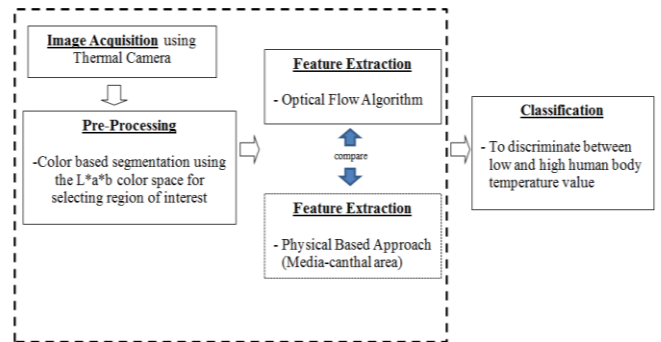 Image Acquisition using
Thermal Camera
Pre-Processing
-Color based segmentation using
the L*a*b color space for
selecting region of interest
Feature Extraction
- Optical Flow Algorithm
compare
Feature Extraction
- Physical Based Approach
(Media-canthal area)
Classification
- To discriminate between
low and high human body
temperature value